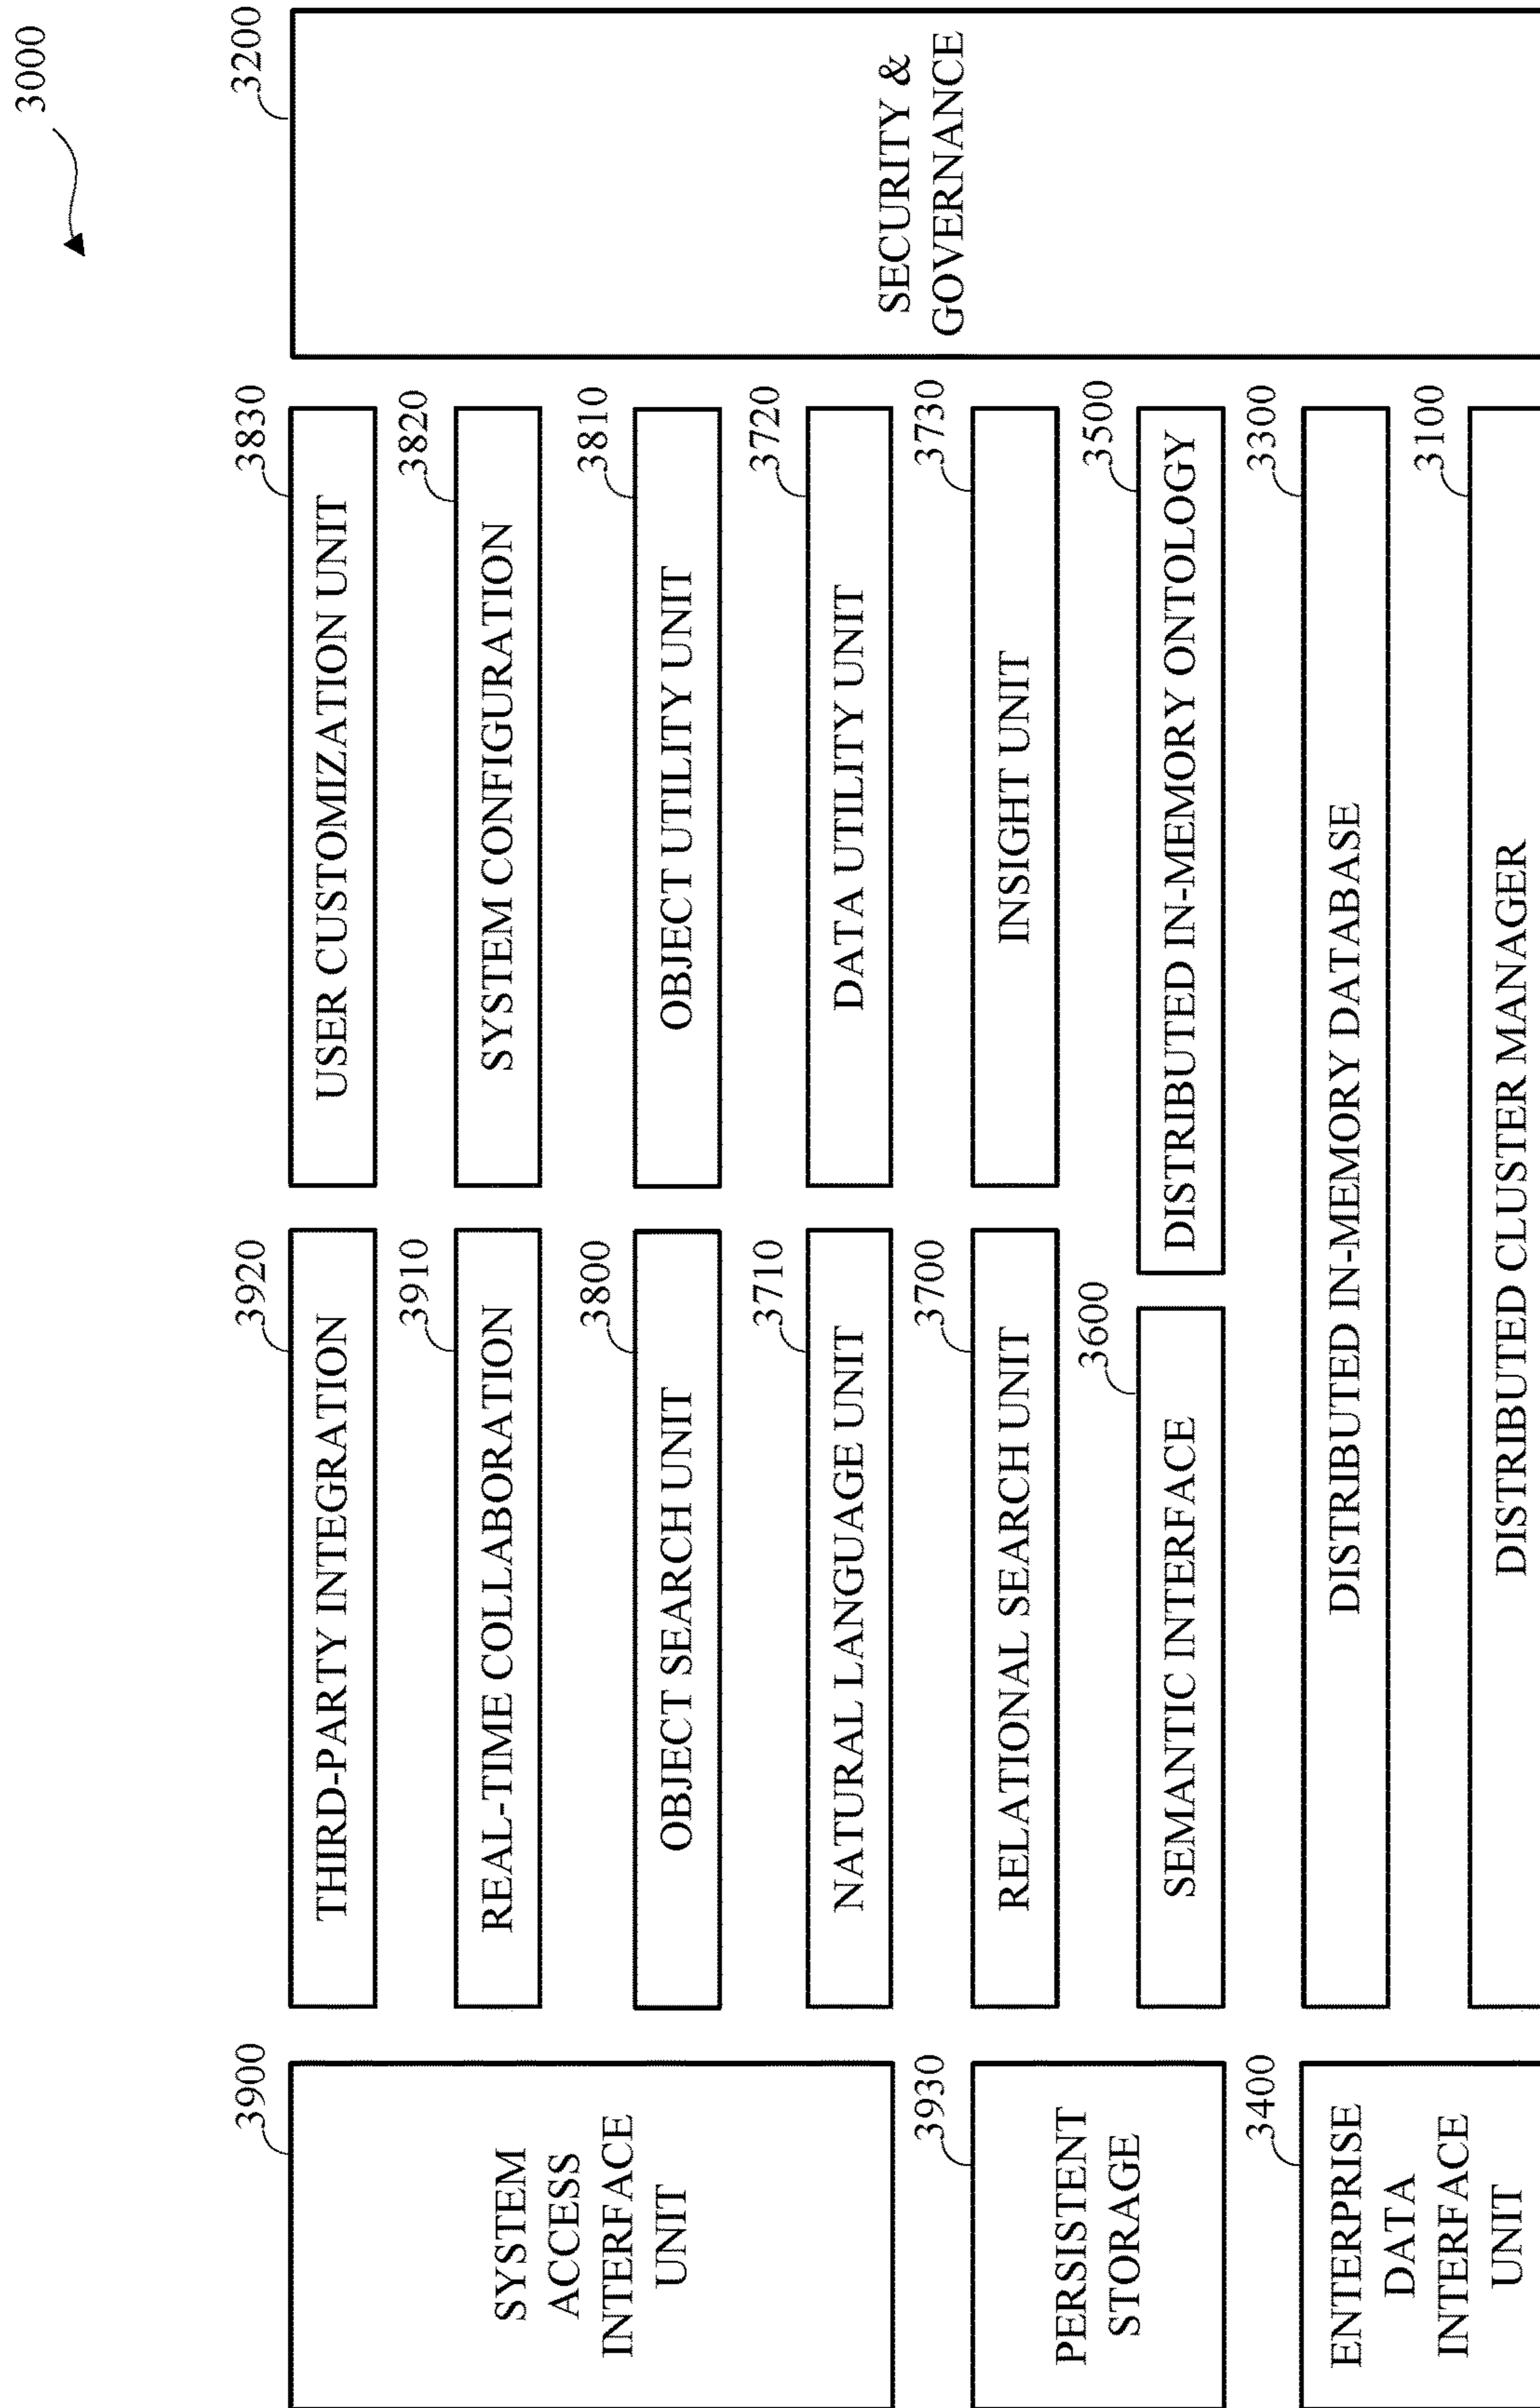 3000
3900
SYSTEM
ACCESS
INTERFACE
UNIT
3920
THIRD-PARTY INTEGRATION
3830
USER CUSTOMIZATION UNIT
3200
SECURITY &
GOVERNANCE
3910
REAL-TIME COLLABORATION
3820
SYSTEM CONFIGURATION
3800
OBJECT SEARCH UNIT
3810
OBJECT UTILITY UNIT
3710
NATURAL LANGUAGE UNIT
3720
DATA UTILITY UNIT
3930
PERSISTENT
STORAGE
3700
RELATIONAL SEARCH UNIT
3730
INSIGHT UNIT
3600
SEMANTIC INTERFACE
3500
DISTRIBUTED IN-MEMORY ONTOLOGY
3400
ENTERPRISE
DATA
INTERFACE
UNIT
3300
DISTRIBUTED IN-MEMORY DATABASE
3100
DISTRIBUTED CLUSTER MANAGER